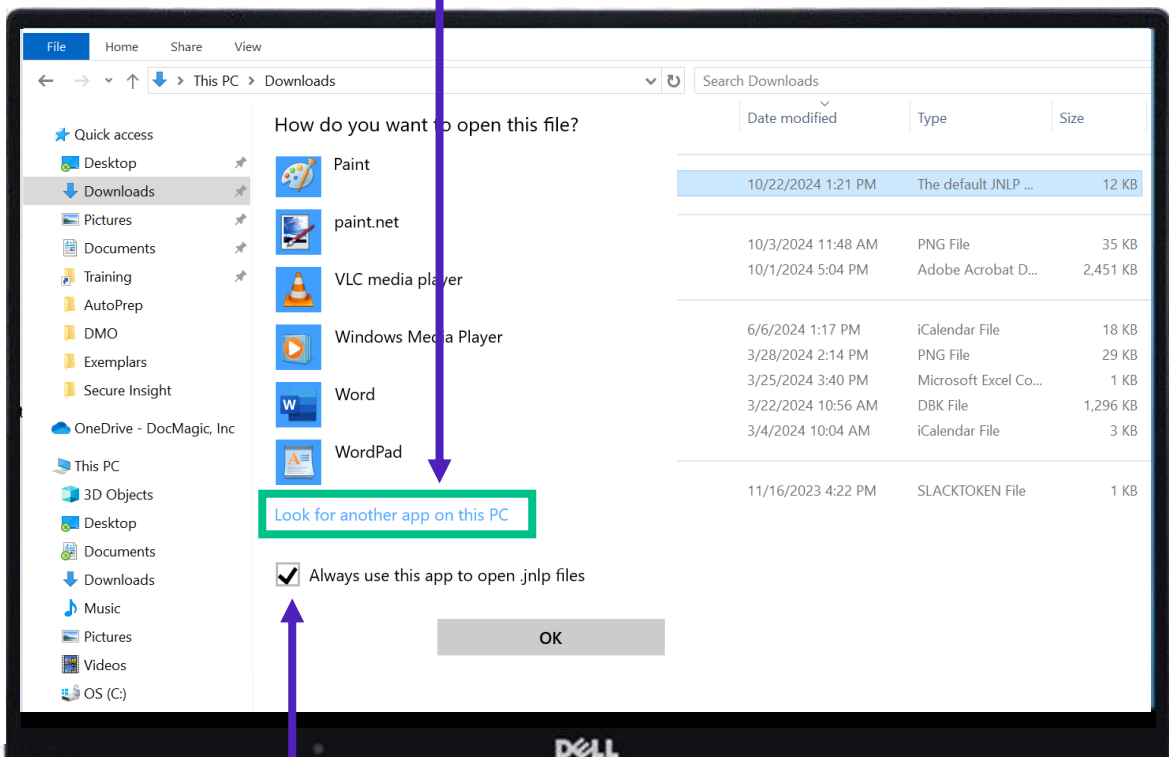 File Home Share View
This PC > Downloads
Search Downloads
Quick access
Desktop
Downloads
Pictures
Documents
Training
AutoPrep
DMO
Exemplars
Secure Insight
OneDrive - DocMagic, Inc
This PC
3D Objects
Desktop
Documents
Downloads
Music
Pictures
Videos
OS (C:)
How do you want to open this file?
Paint
paint.net
VLC media player
Windows Media Player
Word
WordPad
Look for another app on this PC
Always use this app to open .jnlp files
OK
Date modified Type Size
10/22/2024 1:21 PM The default JNLP ... 12 KB
10/3/2024 11:48 AM PNG File 35 KB
10/1/2024 5:04 PM Adobe Acrobat D... 2,451 KB
6/6/2024 1:17 PM iCalendar File 18 KB
3/28/2024 2:14 PM PNG File 29 KB
3/25/2024 3:40 PM Microsoft Excel Co... 1 KB
3/22/2024 10:56 AM DBK File 1,296 KB
3/4/2024 10:04 AM iCalendar File 3 KB
11/16/2023 4:22 PM SLACKTOKEN File 1 KB
DELL